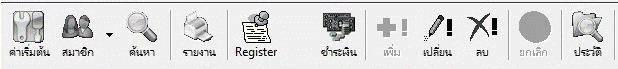 ค่าเริ่มต้น สมาชิก ค้นหา รายงาน Register ชำระเงิน เพิ่ม เปลี่ยน ลบ ยกเลิก ประวัติ